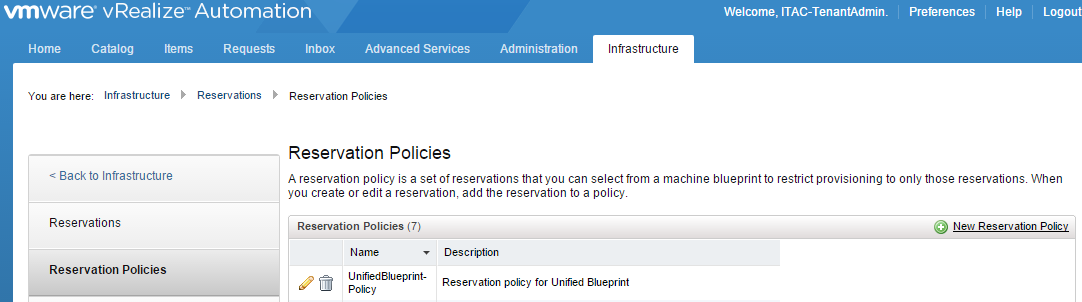 vmware vRealize™ Automation
Welcome, ITAC-TenantAdmin. Preferences Help Logout
Home Catalog Items Requests Inbox Advanced Services Administration Infrastructure
You are here: Infrastructure Reservations Reservation Policies
Reservation Policies
A reservation policy is a set of reservations that you can select from a machine blueprint to restrict provisioning to only those reservations. When
you create or edit a reservation, add the reservation to a policy.
< Back to Infrastructure
Reservations
Reservation Policies
Reservation Policies (7) New Reservation Policy
Name Description
UnifiedBlueprint-
Policy
Reservation policy for Unified Blueprint